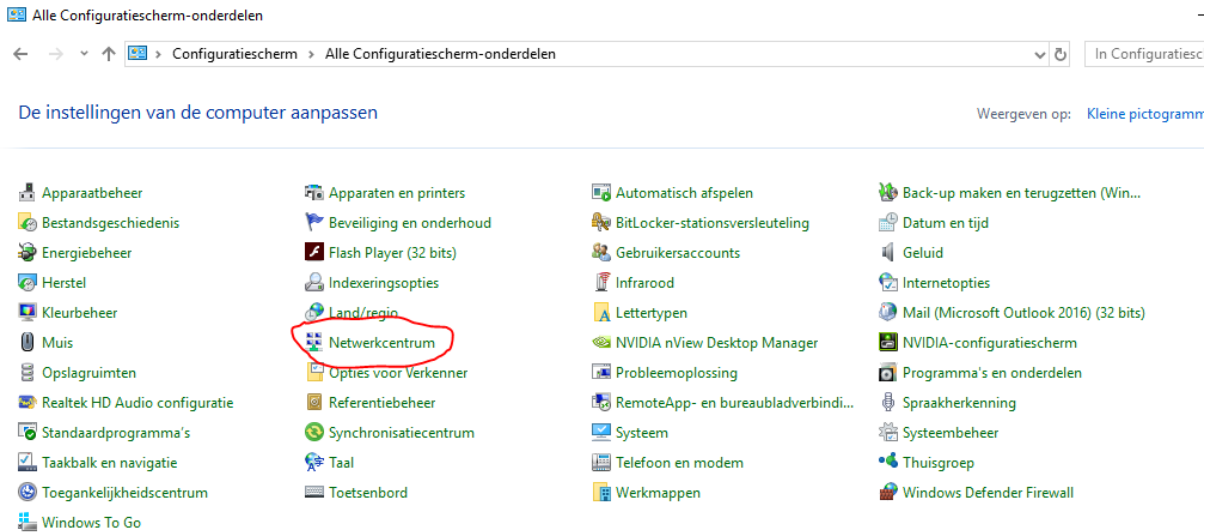 Alle Configuratiescherm-onderdelen
Configuratiescherm > Alle Configuratiescherm-onderdelen
In Configuratiesc
De instellingen van de computer aanpassen
Weergeven op: Kleine pictogramm
Apparaatbeheer
Apparaten en printers
Automatisch afspelen
Back-up maken en terugzetten (Win...
Bestandsgeschiedenis
Beveiliging en onderhoud
BitLocker-stationsversleuteling
Datum en tijd
Energiebeheer
Flash Player (32 bits)
Gebruikersaccounts
Geluid
Herstel
Indexeringsopties
Infrarood
Internetopties
Kleurbeheer
Land/regio
Lettertypen
Mail (Microsoft Outlook 2016) (32 bits)
Muis
Netwerkcentrum
NVIDIA nView Desktop Manager
NVIDIA-configuratiescherm
Opslagruimten
Opties voor Verkenner
Probleemoplossing
Programma's en onderdelen
Realtek HD Audio configuratie
Referentiebeheer
RemoteApp- en bureaubladverbindi...
Spraakherkenning
Standaardprogramma's
Synchronisatiecentrum
Systeem
Systeembeheer
Taakbalk en navigatie
Taal
Telefoon en modem
Thuisgroep
Toegankelijkheidscentrum
Toetsenbord
Werkmappen
Windows Defender Firewall
Windows To Go